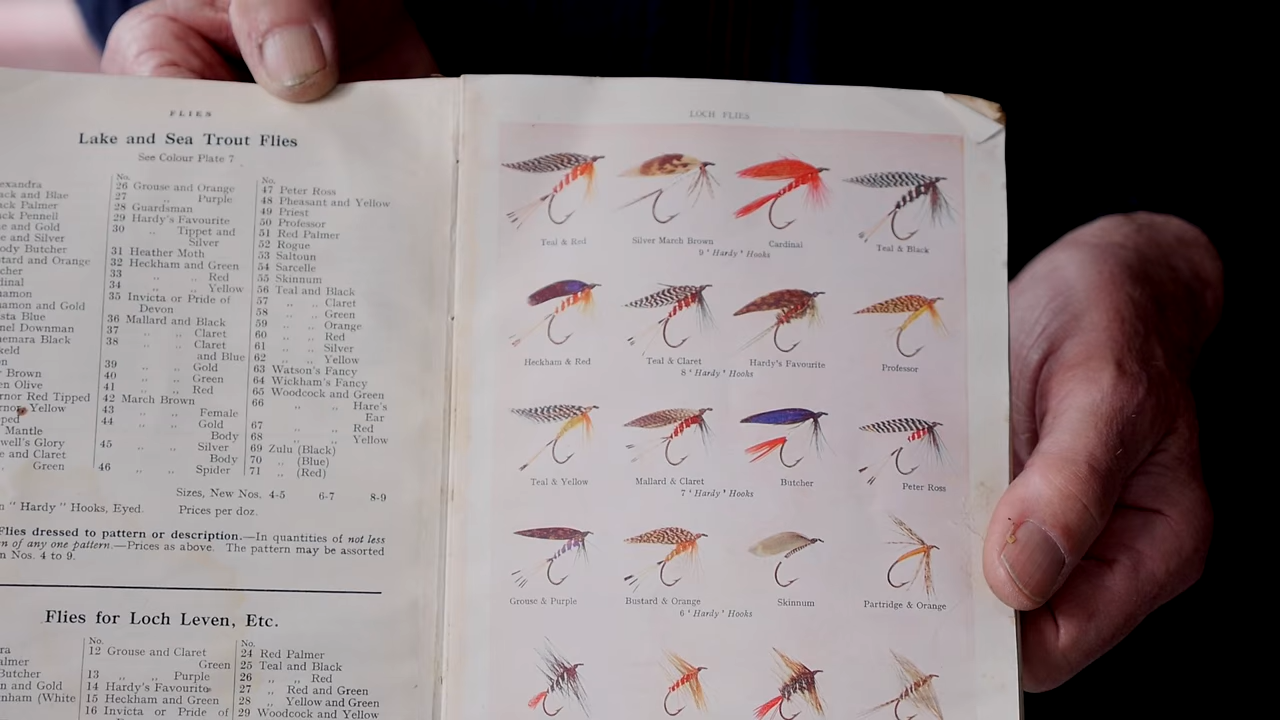 FLIES
Lake and Sea Trout Flies
See Colour Plate 7
No.
26 Grouse and Orange
27 ,, Purple
28 Guardsman
29 Hardy's Favourite
30 ,, Tippet and
Silver
31 Heather Moth
32 Heckham and Green
33 ,, ,, Red
34 ,, ,, Yellow
35 Invicta or Pride of
Devon
36 Mallard and Black
37 ,, ,, Claret
38 ,, ,, Claret
and Blue
39 ,, ,, Gold
40 ,, ,, Green
41 ,, ,, Red
42 March Brown
43 ,, ,, Female
44 ,, ,, Gold
Body
45 ,, ,, Silver
Body
46 ,, ,, Spider
No.
47 Peter Ross
48 Pheasant and Yellow
49 Priest
50 Professor
51 Red Palmer
52 Rogue
53 Saltoun
54 Sarcelle
55 Skinnum
56 Teal and Black
57 ,, ,, Claret
58 ,, ,, Green
59 ,, ,, Orange
60 ,, ,, Red
61 ,, ,, Silver
62 ,, ,, Yellow
63 Watson's Fancy
64 Wickham's Fancy
65 Woodcock and Green
66 ,, ,, Hare's
Ear
67 ,, ,, Red
68 ,, ,, Yellow
69 Zulu (Black)
70 ,, (Blue)
71 ,, (Red)
Sizes, New Nos. 4-5 6-7 8-9
" Hardy " Hooks, Eyed. Prices per doz.
Flies dressed to pattern or description.—In quantities of not less
of any one pattern.—Prices as above. The pattern may be assorted
Nos. 4 to 9.
Flies for Loch Leven, Etc.
No.
12 Grouse and Claret
Green
13 ,, ,, Purple
14 Hardy's Favourite
15 Heckham and Green
16 Invicta or Pride of
No.
24 Red Palmer
25 Teal and Black
26 ,, ,, Red
27 ,, Red and Green
28 ,, Yellow and Green
29 Woodcock and Yellow
LOCH FLIES
Teal & Red
Silver March Brown
Cardinal
Teal & Black
9 ' Hardy ' Hooks
Heckham & Red
Teal & Claret
Hardy's Favourite
Professor
8 ' Hardy ' Hooks
Teal & Yellow
Mallard & Claret
Butcher
Peter Ross
7 ' Hardy ' Hooks
Grouse & Purple
Bustard & Orange
Skinnum
Partridge & Orange
6 ' Hardy ' Hooks